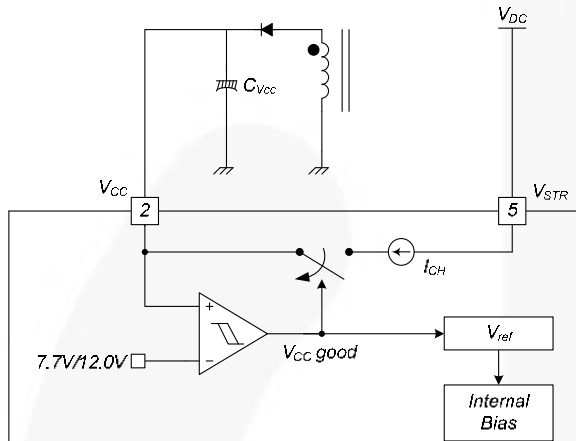 V_DC
C_Vcc
V_CC
2
5
V_STR
I_CH
+
7.7V/12.0V
−
V_CC good
V_ref
Internal
Bias